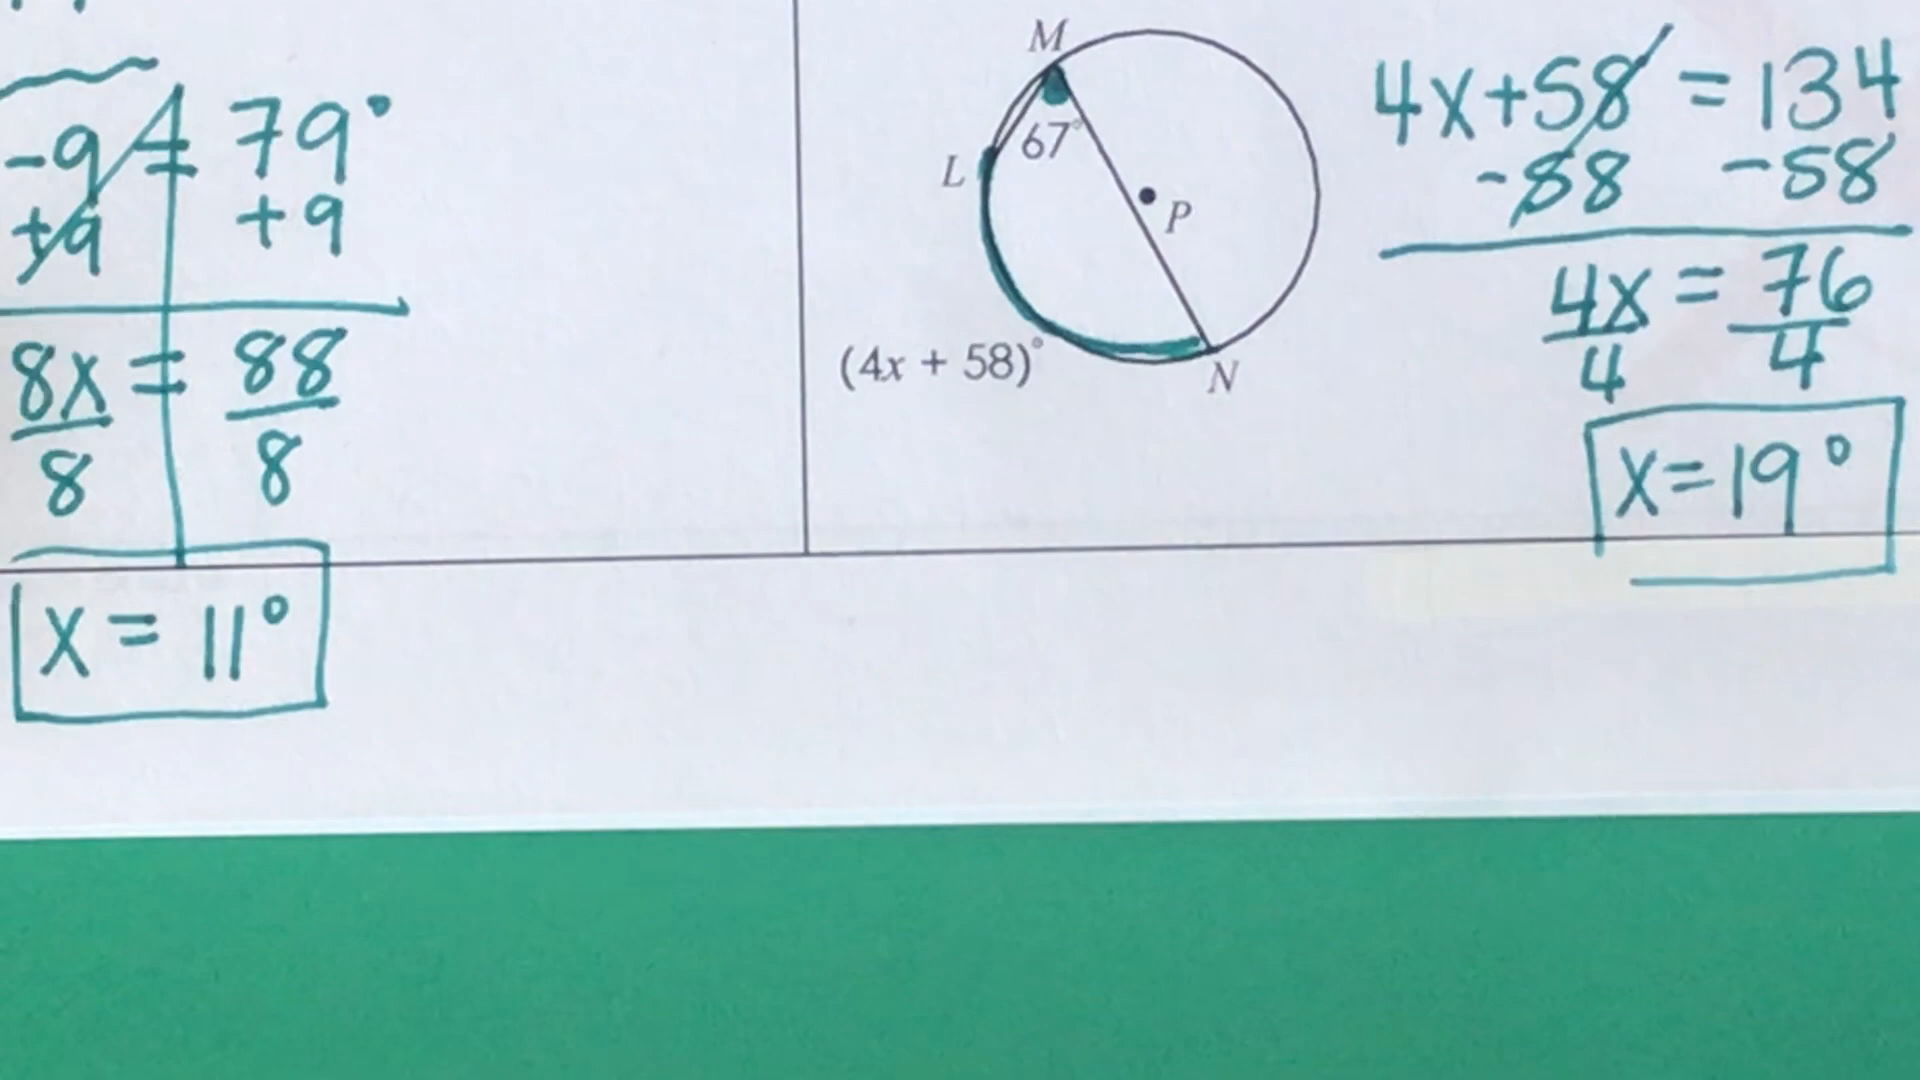 -9 = 79°
+9 +9
8x = 88
8 8
x = 11°
M
67°
L
P
(4x + 58)°
N
4x+58 = 134
-58 -58
4x = 76
4 4
x=19°